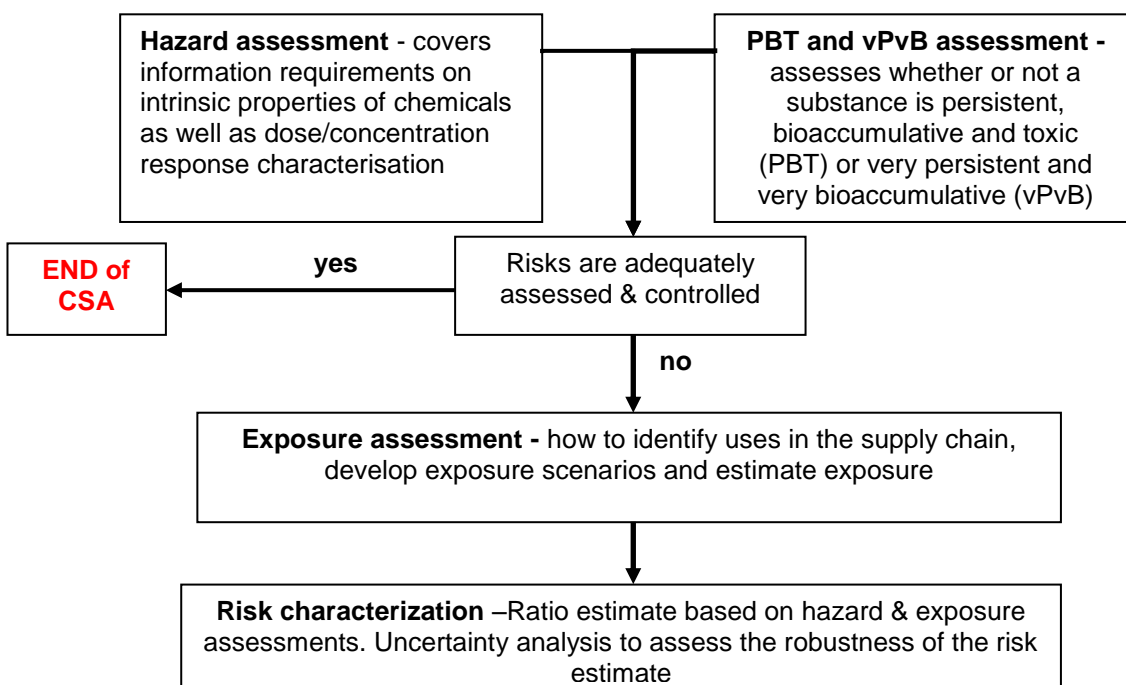 Hazard assessment - covers
information requirements on
intrinsic properties of chemicals
as well as dose/concentration
response characterisation
PBT and vPvB assessment -
assesses whether or not a
substance is persistent,
bioaccumulative and toxic
(PBT) or very persistent and
very bioaccumulative (vPvB)
END of
CSA
yes
Risks are adequately
assessed & controlled
no
Exposure assessment - how to identify uses in the supply chain,
develop exposure scenarios and estimate exposure
Risk characterization –Ratio estimate based on hazard & exposure
assessments. Uncertainty analysis to assess the robustness of the risk
estimate